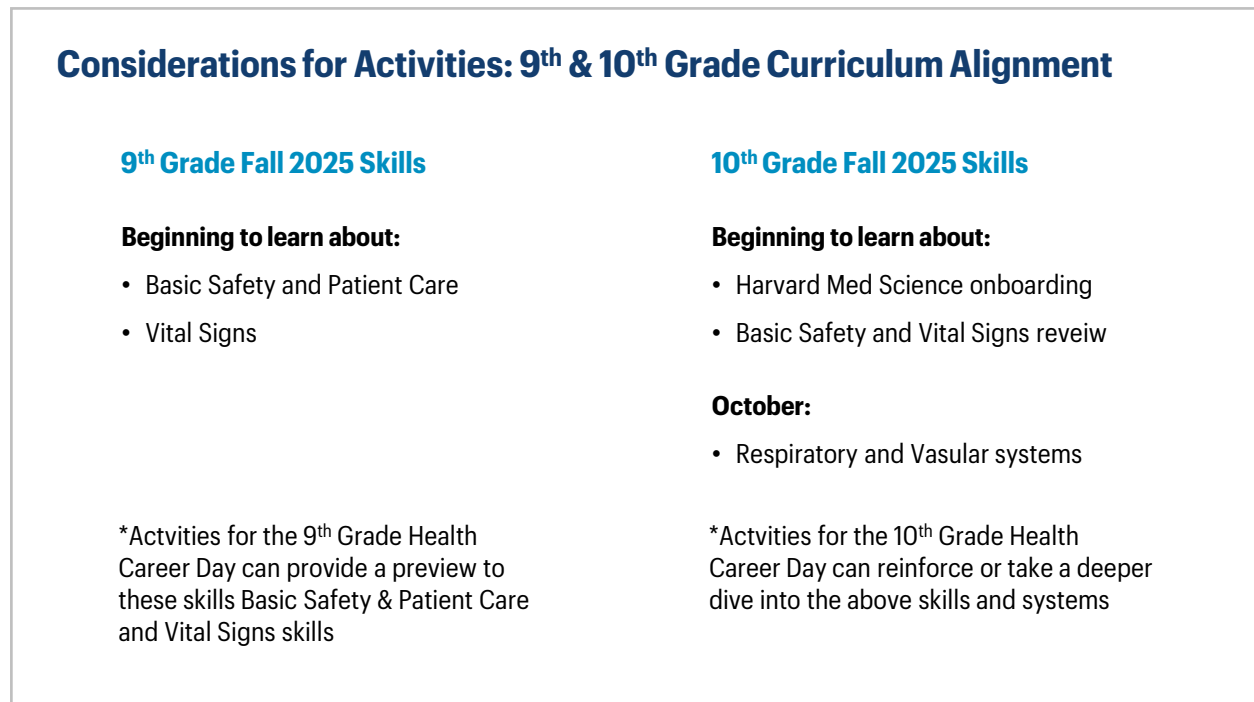 Considerations for Activities: 9th & 10th Grade Curriculum Alignment
9th Grade Fall 2025 Skills
Beginning to learn about:
• Basic Safety and Patient Care
• Vital Signs
*Actvities for the 9th Grade Health
Career Day can provide a preview to
these skills Basic Safety & Patient Care
and Vital Signs skills
10th Grade Fall 2025 Skills
Beginning to learn about:
• Harvard Med Science onboarding
• Basic Safety and Vital Signs reveiw
October:
• Respiratory and Vasular systems
*Actvities for the 10th Grade Health
Career Day can reinforce or take a deeper
dive into the above skills and systems